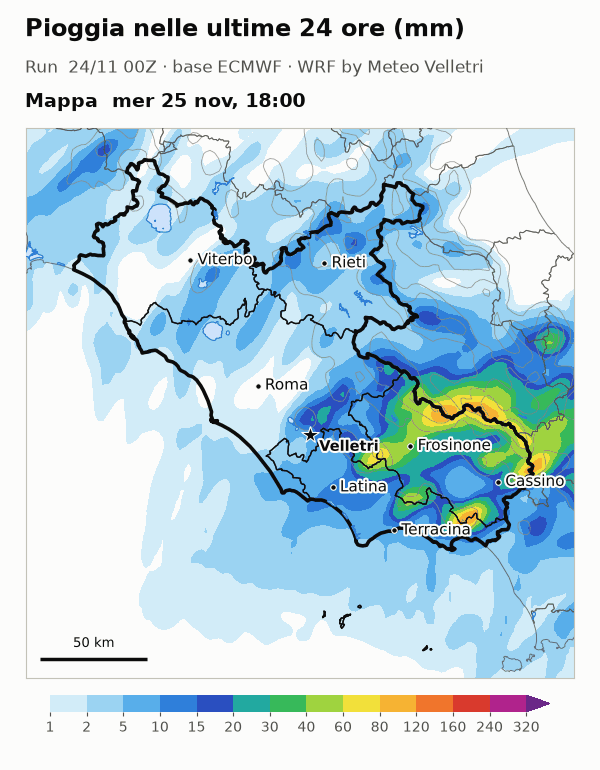 Pioggia nelle ultime 24 ore (mm)
Run  24/11 00Z · base ECMWF · WRF by Meteo Velletri
Mappa  mer 25 nov, 18:00
Viterbo
Rieti
Roma
Velletri
Frosinone
Latina
Cassino
Terracina
50 km
1 2 5 10 15 20 30 40 60 80 120 160 240 320